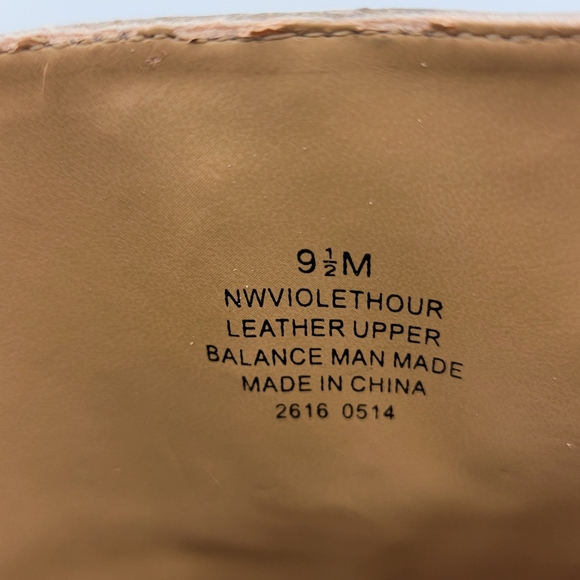 9½M
NWVIOLETHOUR
LEATHER UPPER
BALANCE MAN MADE
MADE IN CHINA
2616 0514